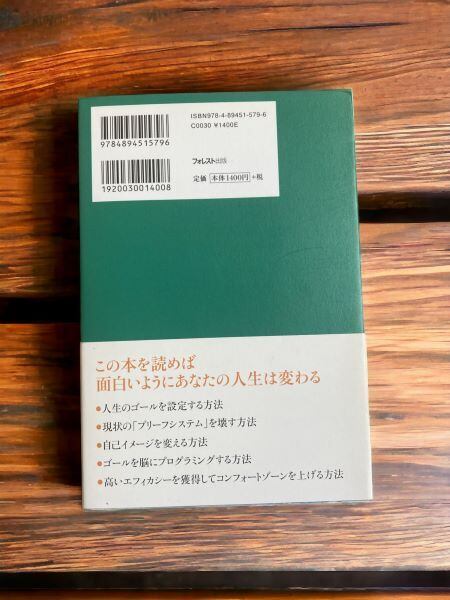 ISBN978-4-89451-579-6
C0030 ¥1400E
9784894515796
フォレスト出版
定価 本体1400円+税
1920030014008
この本を読めば
面白いようにあなたの人生は変わる
●人生のゴールを設定する方法
●現状の「ブリーフシステム」を壊す方法
●自己イメージを変える方法
●ゴールを脳にプログラミングする方法
●高いエフィカシーを獲得してコンフォートゾーンを上げる方法